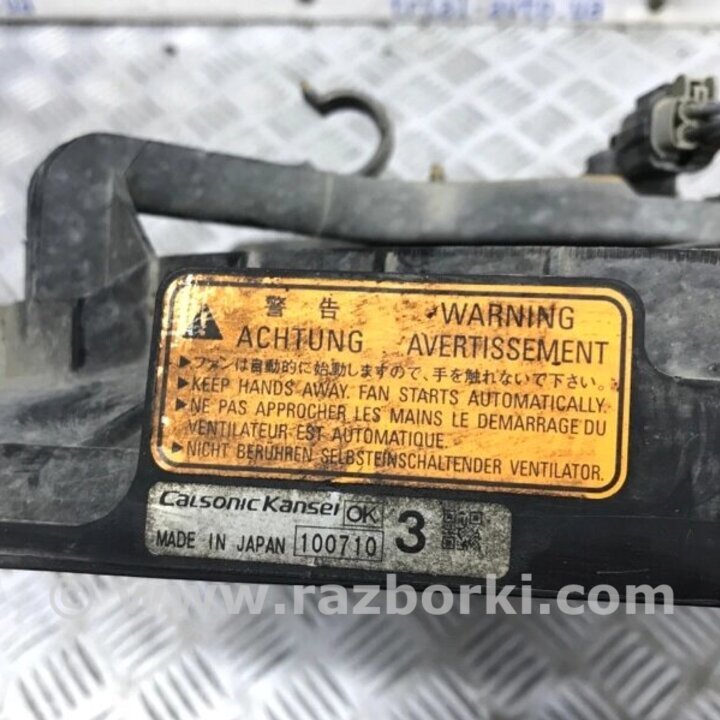 警告 WARNING
ACHTUNG AVERTISSEMENT
▶ファンは自動的に始動しますので、手を触れないで下さい。
▶KEEP HANDS AWAY. FAN STARTS AUTOMATICALLY.
▶NE PAS APPROCHER LES MAINS LE DEMARRAGE DU
VENTILATEUR EST AUTOMATIQUE.
▶NICHT BERUHREN SELBSTEINSCHALTENDER VENTILATOR.
Calsonic Kansei OK 3
MADE IN JAPAN 100710
© www.razborki.com